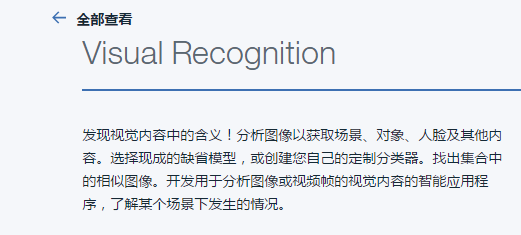 全部查看
Visual Recognition
发现视觉内容中的含义！分析图像以获取场景、对象、人脸及其他内
容。选择现成的缺省模型，或创建您自己的定制分类器。找出集合中
的相似图像。开发用于分析图像或视频帧的视觉内容的智能应用程
序，了解某个场景下发生的情况。